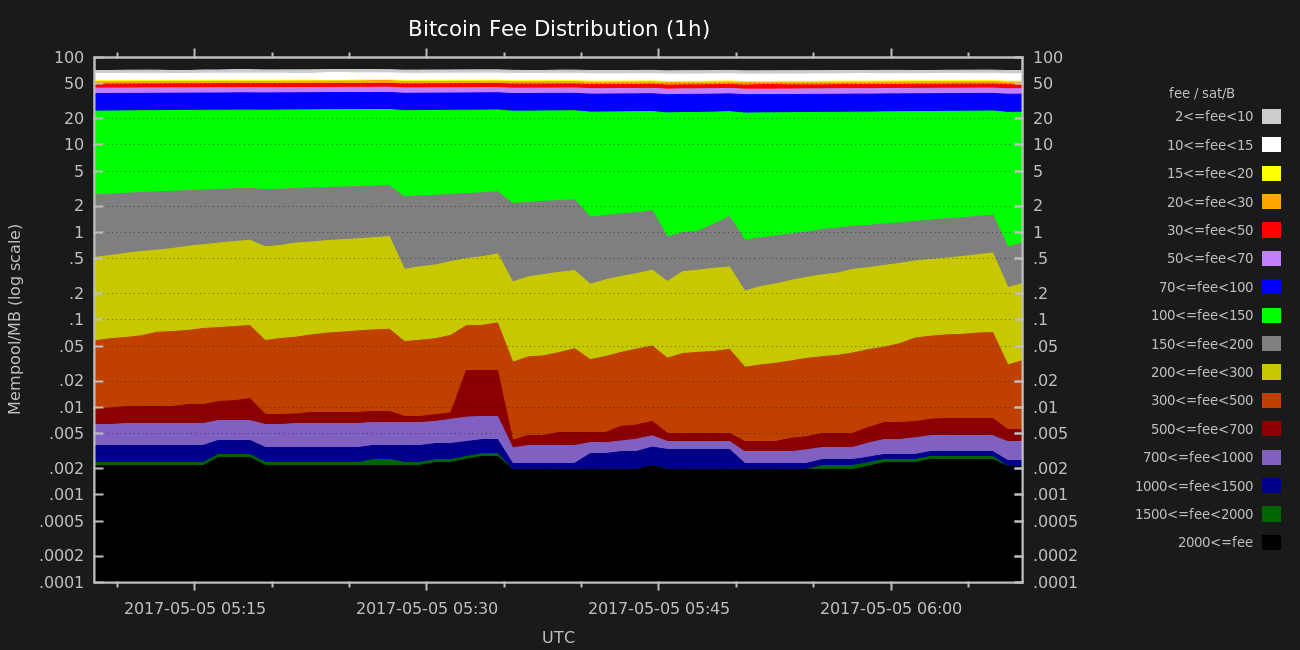 Bitcoin Fee Distribution (1h)
Mempool/MB (log scale)
100
50
20
10
5
2
1
.5
.2
.1
.05
.02
.01
.005
.002
.001
.0005
.0002
.0001
100
50
20
10
5
2
1
.5
.2
.1
.05
.02
.01
.005
.002
.001
.0005
.0002
.0001
2017-05-05 05:15
2017-05-05 05:30
2017-05-05 05:45
2017-05-05 06:00
UTC
fee / sat/B
2<=fee<10
10<=fee<15
15<=fee<20
20<=fee<30
30<=fee<50
50<=fee<70
70<=fee<100
100<=fee<150
150<=fee<200
200<=fee<300
300<=fee<500
500<=fee<700
700<=fee<1000
1000<=fee<1500
1500<=fee<2000
2000<=fee